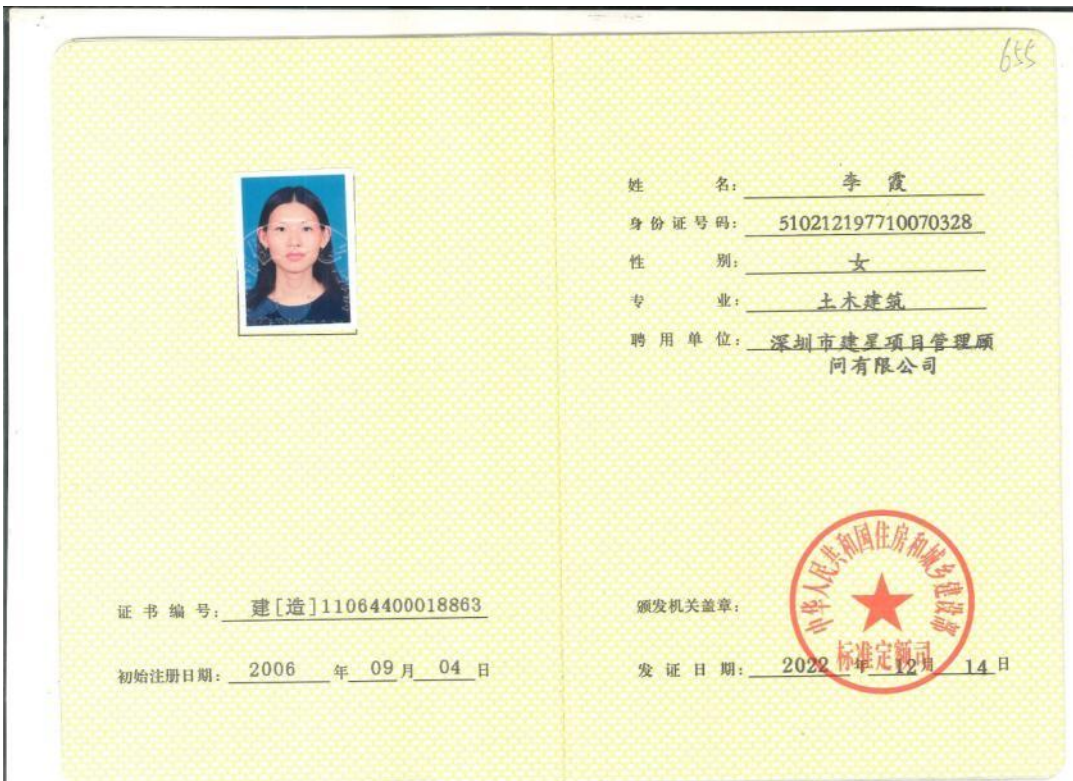 655
姓名：李霞
身份证号码：510212197710070328
性别：女
专业：土木建筑
聘用单位：深圳市建星项目管理顾
问有限公司
证书编号：建[造]11064400018863
初始注册日期：2006年09月04日
颁发机关盖章：
中华人民共和国住房和城乡建设部
标准定额司
发证日期：2022年12月14日